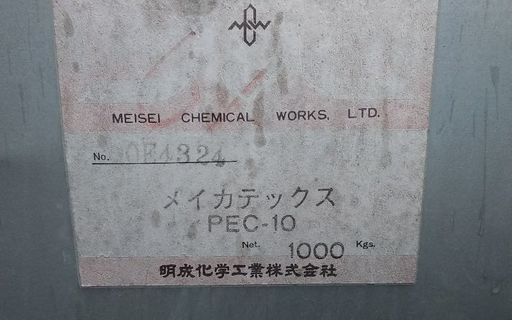 MEISEI CHEMICAL WORKS, LTD.
No. 00E4324
メイカテックス
PEC-10
Net. 1000 Kgs.
明成化学工業株式会社